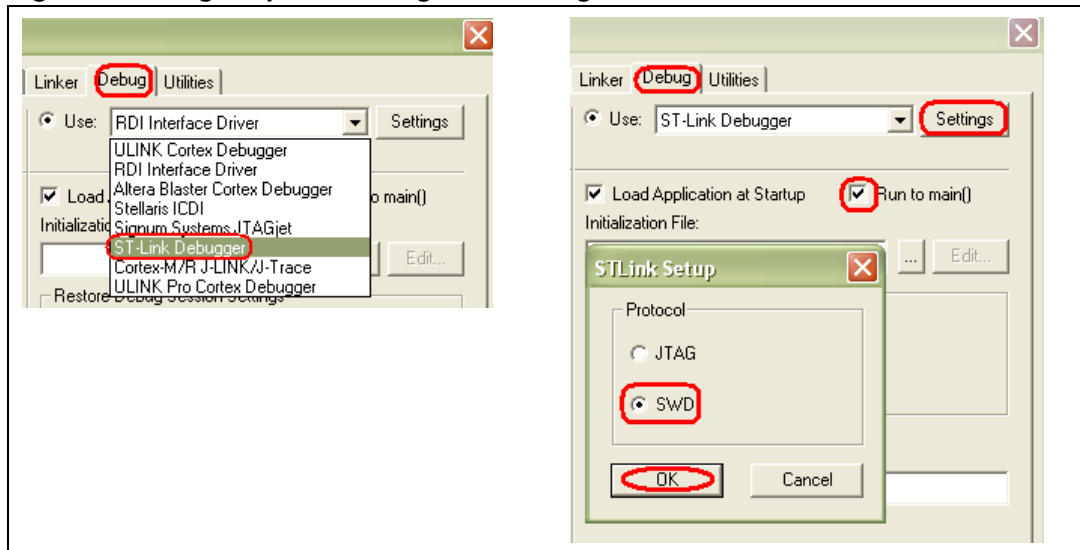 Linker Debug Utilities
Use: RDI Interface Driver Settings
ULINK Cortex Debugger
RDI Interface Driver
Altera Blaster Cortex Debugger
Stellaris ICDI
Signum Systems JTAGjet
ST-Link Debugger
Cortex-M/R J-LINK/J-Trace
ULINK Pro Cortex Debugger
Load
o main()
Edit...
Restore Debug Session Settings
Linker Debug Utilities
Use: ST-Link Debugger Settings
Load Application at Startup Run to main()
Initialization File:
... Edit...
STLink Setup
Protocol
JTAG
SWD
OK Cancel